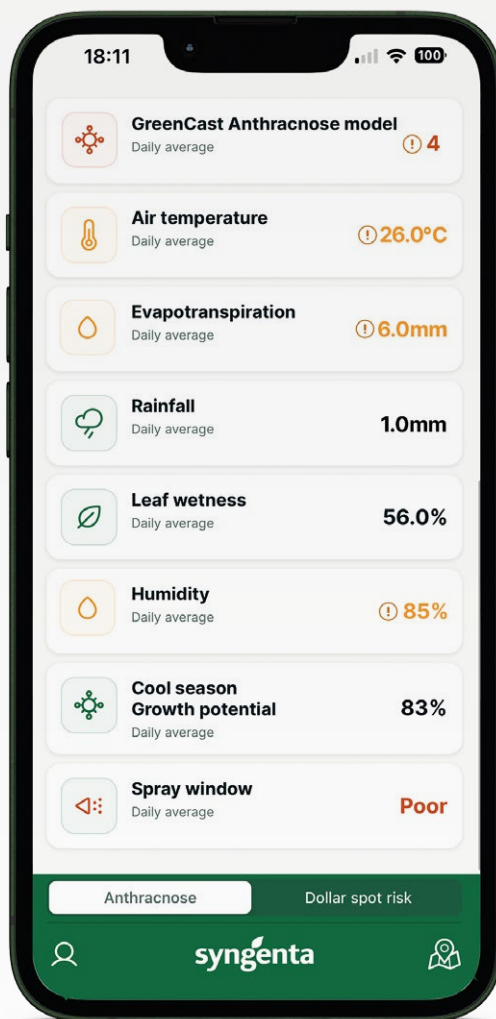 18:11
100
GreenCast Anthracnose model
Daily average
4
Air temperature
Daily average
26.0°C
Evapotranspiration
Daily average
6.0mm
Rainfall
Daily average
1.0mm
Leaf wetness
Daily average
56.0%
Humidity
Daily average
85%
Cool season
Growth potential
Daily average
83%
Spray window
Daily average
Poor
Anthracnose
Dollar spot risk
syngenta